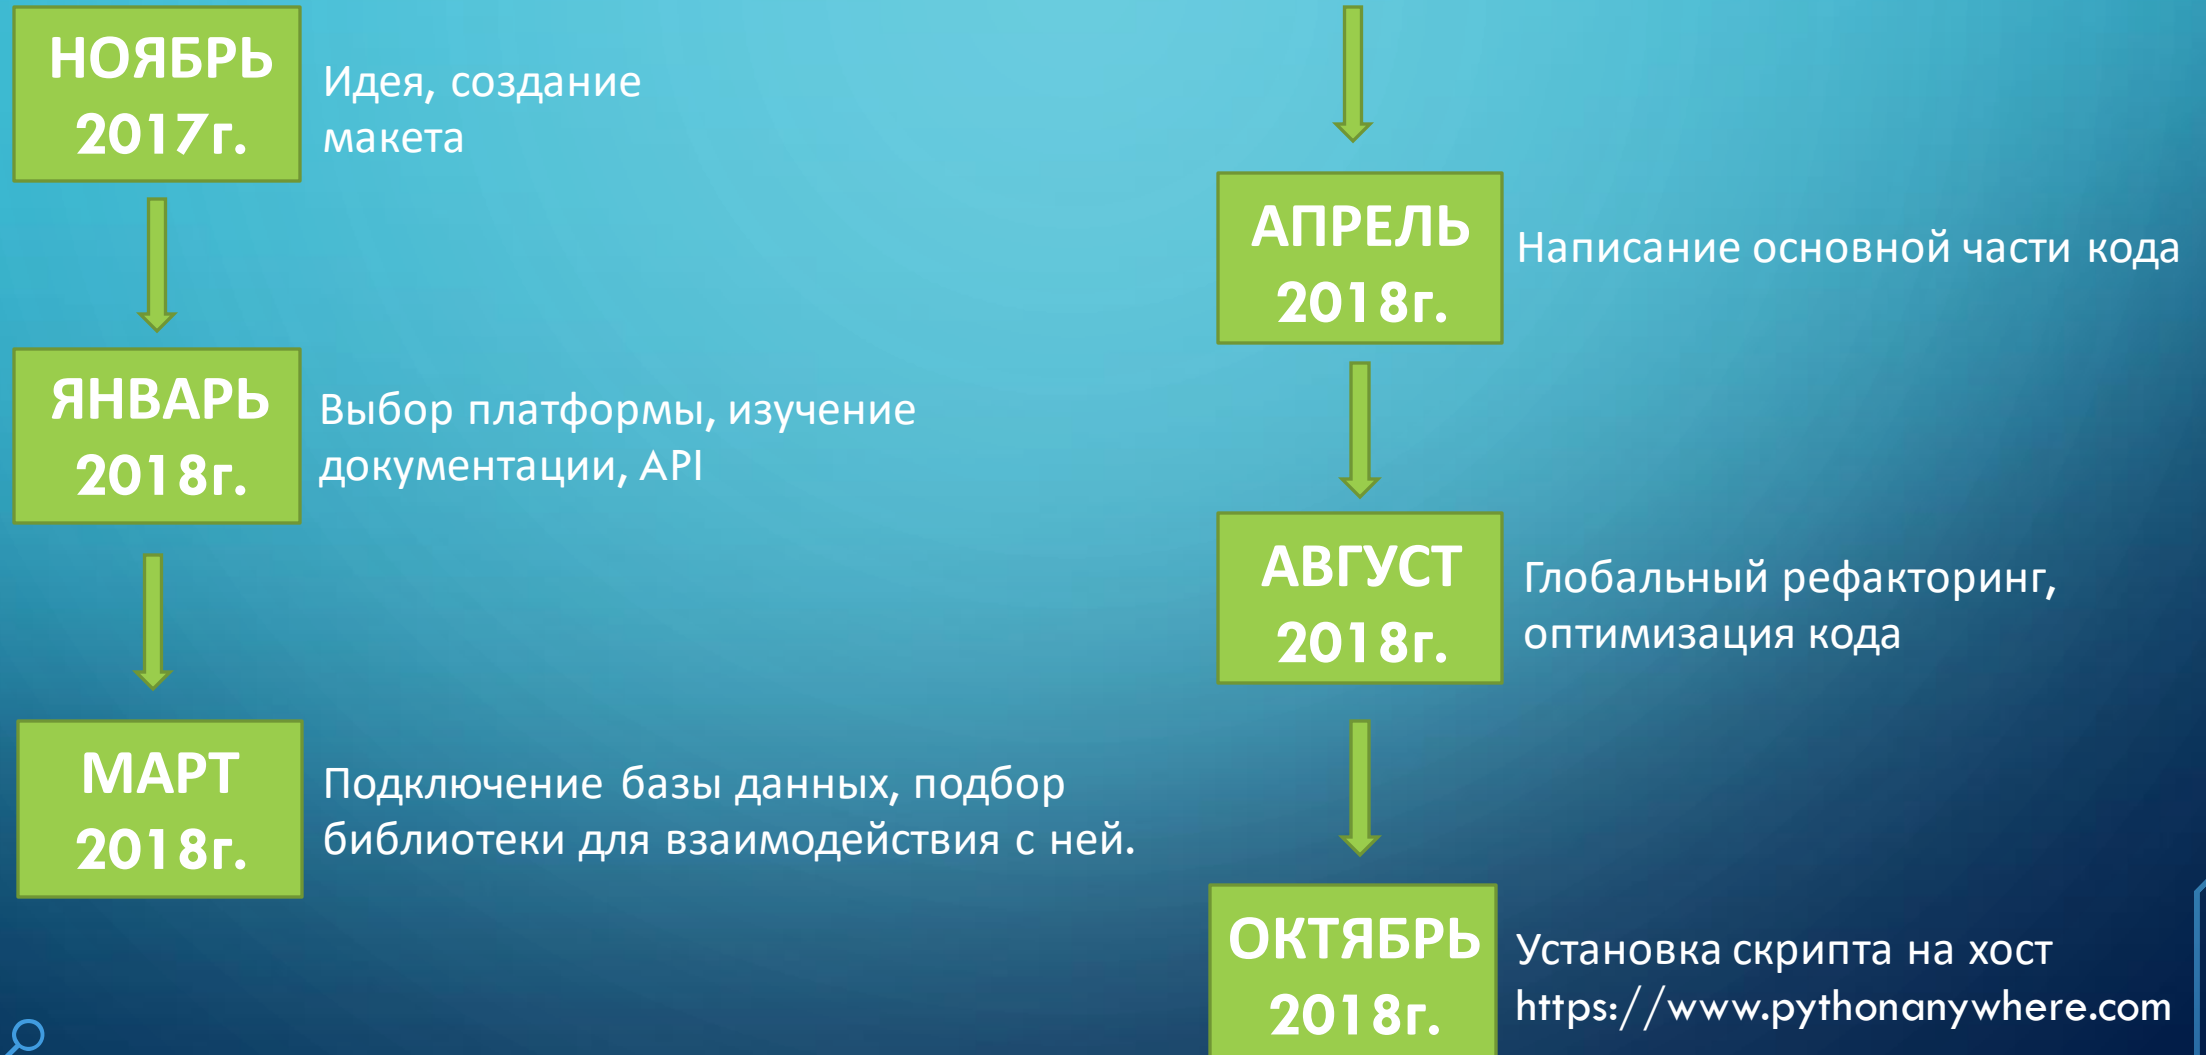 НОЯБРЬ
2017г.
Идея, создание
макета
ЯНВАРЬ
2018г.
Выбор платформы, изучение
документации, API
МАРТ
2018г.
Подключение базы данных, подбор
библиотеки для взаимодействия с ней.
АПРЕЛЬ
2018г.
Написание основной части кода
АВГУСТ
2018г.
Глобальный рефакторинг,
оптимизация кода
ОКТЯБРЬ
2018г.
Установка скрипта на хост
https://www.pythonanywhere.com